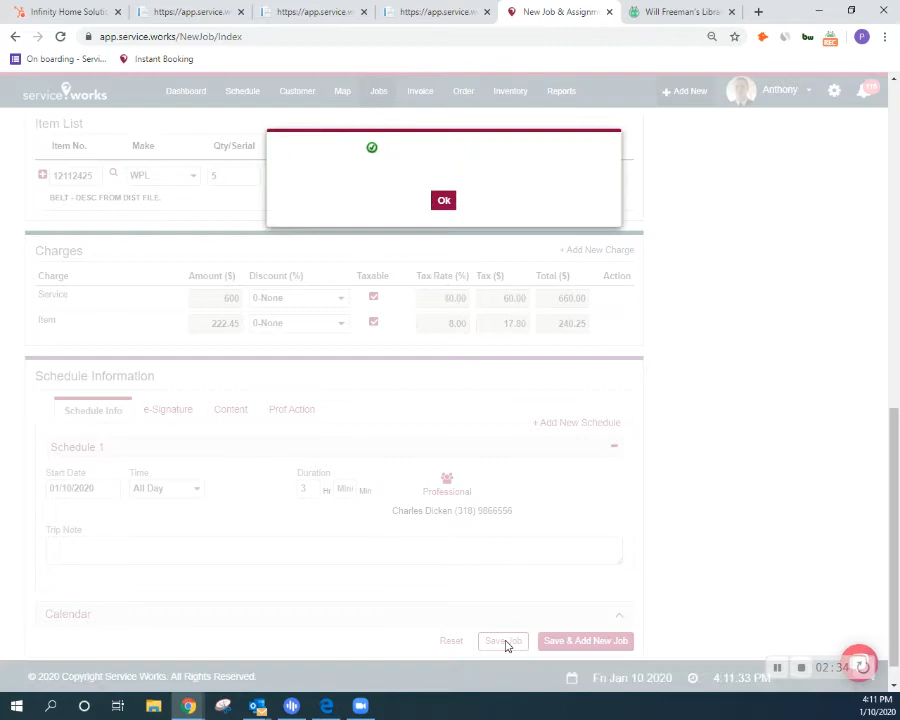 Infinity Home Soluti
https://app.service.w
https://app.service.w
https://app.service.w
New Job & Assignm
Will Freeman's Libra
app.service.works/NewJob/Index
On boarding - Servi...
Instant Booking
service works
Dashboard
Schedule
Customer
Map
Jobs
Invoice
Order
Inventory
Reports
Add New
Anthony
115
Item List
Item No.
Make
Qty/Serial
12112425
WPL
5
BELT - DESC FROM DIST FILE.
Ok
Charges
+ Add New Charge
Charge
Amount ($)
Discount (%)
Taxable
Tax Rate (%)
Tax ($)
Total ($)
Action
Service
600
0-None
60.00
660.00
Item
222.45
0-None
8.00
17.80
240.25
Schedule Information
Schedule Info
e-Signature
Content
Prof Action
+ Add New Schedule
Schedule 1
Start Date
Time
Duration
01/10/2020
All Day
3
Hr
Min
Professional
Charles Dicken (318) 9866556
Trip Note
Calendar
Reset
Save Job
Save & Add New Job
© 2020 Copyright Service Works. All Rights Reserved.
Fri Jan 10 2020
4:11:33 PM
02:34
4:11 PM
1/10/2020